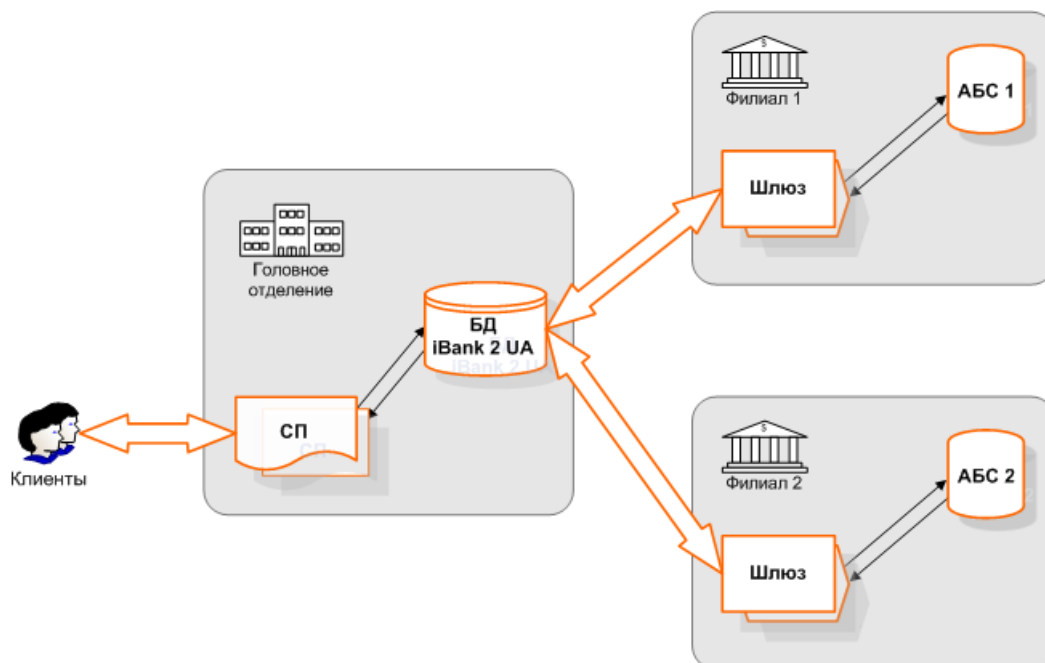 Филиал 1
АБС 1
Шлюз
Головное
отделение
БД
iBank 2 UA
СП
Клиенты
Филиал 2
АБС 2
Шлюз